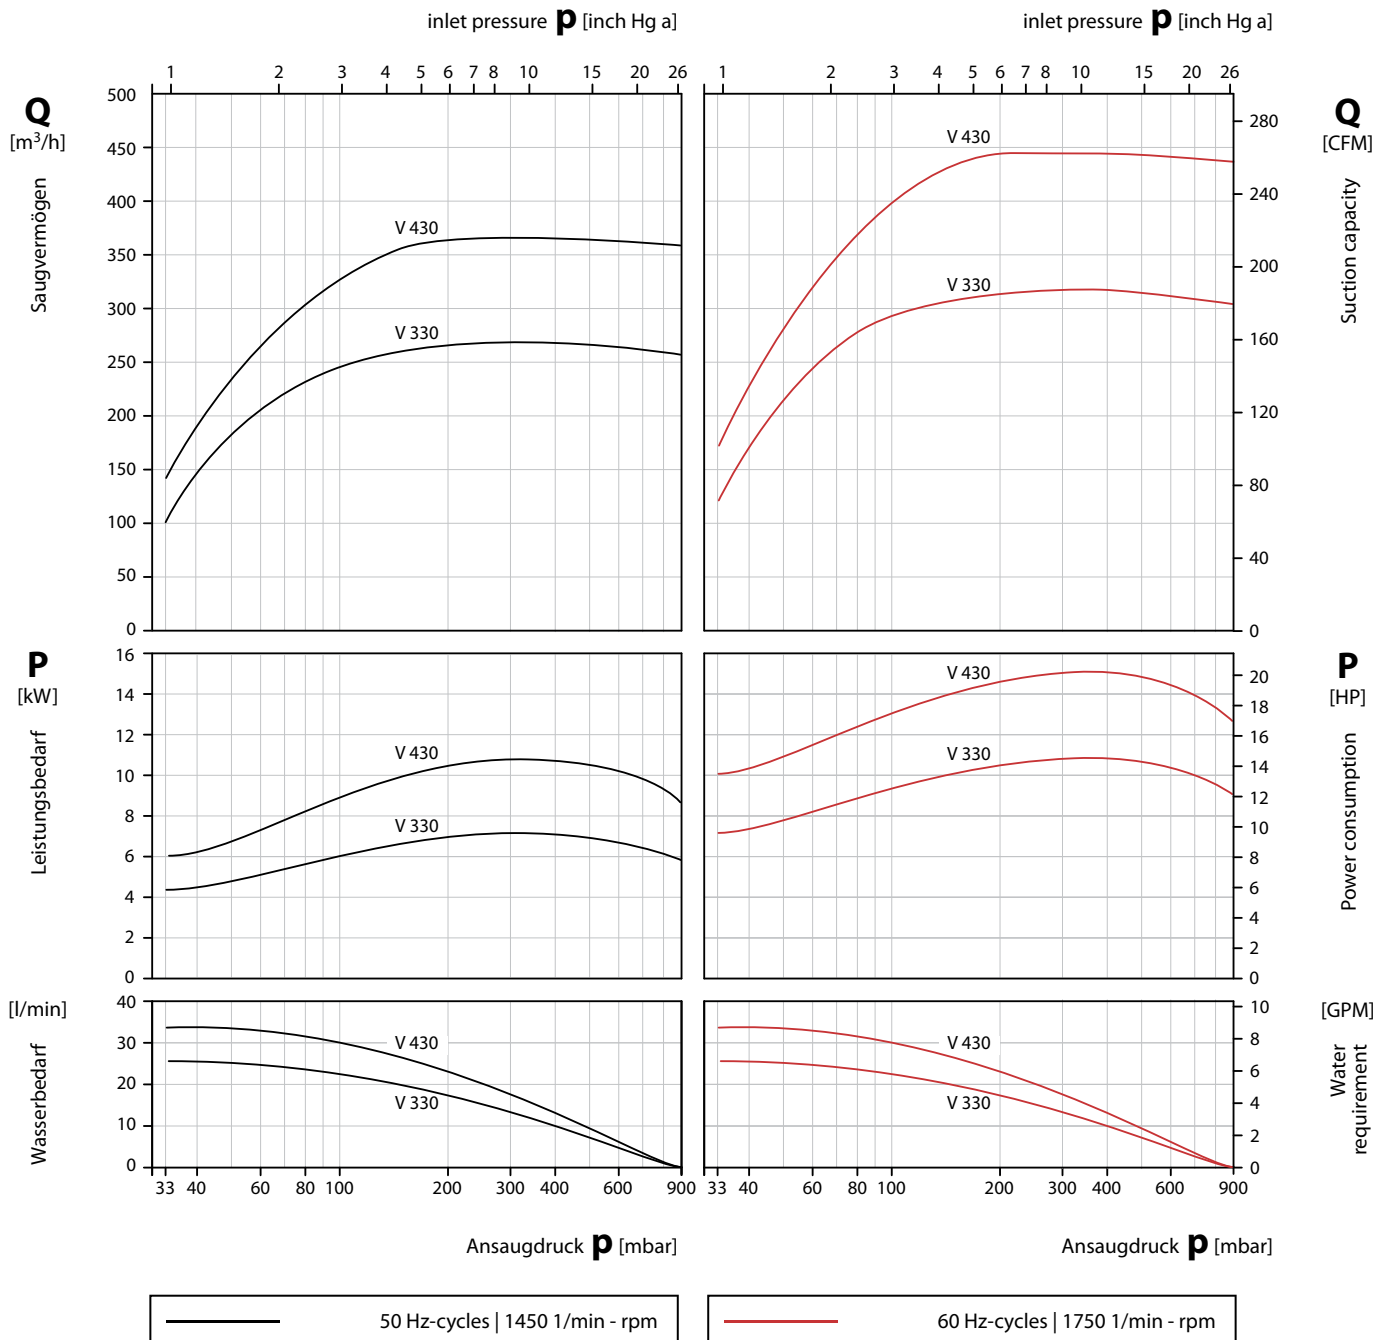 inlet pressure p [inch Hg a] inlet pressure p [inch Hg a]
1 2 3 4 5 6 7 8 10 15 20 26 1 2 3 4 5 6 7 8 10 15 20 26
Q
[m³/h]
Saugvermögen
500
450
400
350
300
250
200
150
100
50
0
V 430
V 330
V 430
V 330
280
240
200
160
120
80
40
0
Q
[CFM]
Suction capacity
P
[kW]
Leistungsbedarf
16
14
12
10
8
6
4
2
0
V 430
V 330
V 430
V 330
20
18
16
14
12
10
8
6
4
2
0
P
[HP]
Power consumption
[l/min]
Wasserbedarf
40
30
20
10
0
V 430
V 330
V 430
V 330
10
8
6
4
2
0
[GPM]
Water
requirement
33 40 60 80 100 200 300 400 600 900 33 40 60 80 100 200 300 400 600 900
Ansaugdruck p [mbar] Ansaugdruck p [mbar]
50 Hz-cycles | 1450 1/min - rpm 60 Hz-cycles | 1750 1/min - rpm